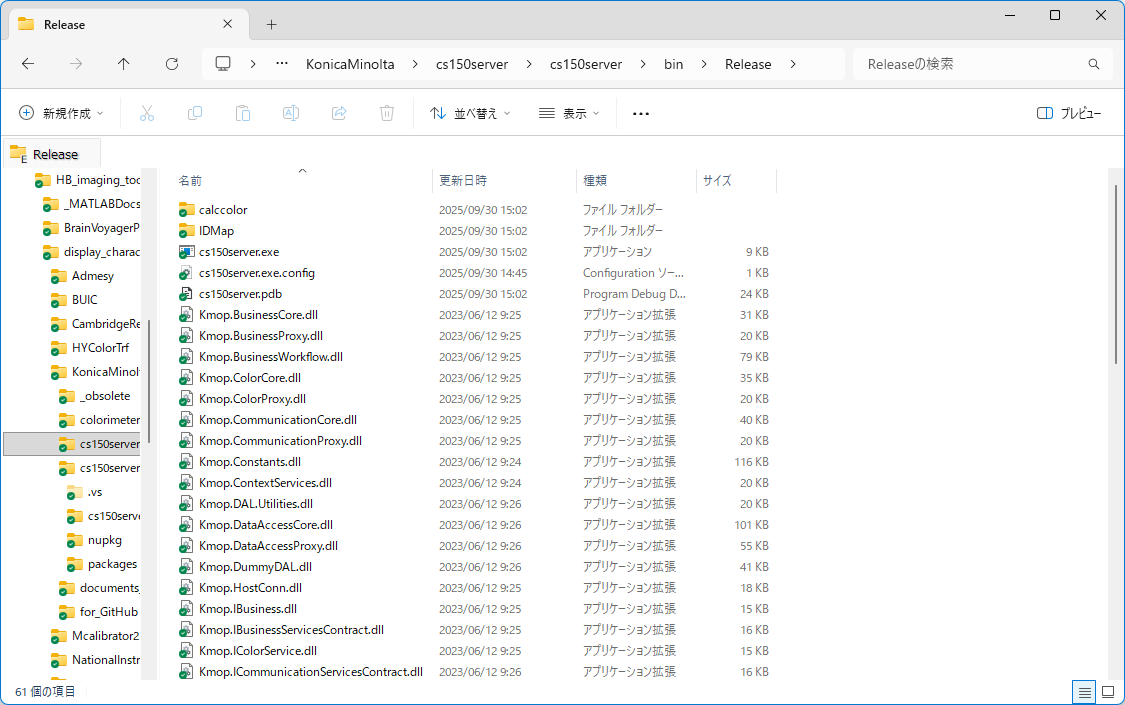 Release
KonicaMinolta cs150server cs150server bin Release
Releaseの検索
新規作成 並べ替え 表示 プレビュー
Release
HB_imaging_too
_MATLABDocs
BrainVoyagerP
display_charac
Admesy
BUIC
CambridgeRe
HYColorTrf
KonicaMinol
_obsolete
colorimeter
cs150server
cs150server
.vs
cs150serve
nupkg
packages
documents_
for_GitHub
Mcalibrator2
NationalInstr
名前 更新日時 種類 サイズ
calccolor 2025/09/30 15:02 ファイル フォルダー
IDMap 2025/09/30 15:02 ファイル フォルダー
cs150server.exe 2025/09/30 15:02 アプリケーション 9 KB
cs150server.exe.config 2025/09/30 14:45 Configuration ソー... 1 KB
cs150server.pdb 2025/09/30 15:02 Program Debug D... 24 KB
Kmop.BusinessCore.dll 2023/06/12 9:25 アプリケーション拡張 31 KB
Kmop.BusinessProxy.dll 2023/06/12 9:25 アプリケーション拡張 20 KB
Kmop.BusinessWorkflow.dll 2023/06/12 9:25 アプリケーション拡張 79 KB
Kmop.ColorCore.dll 2023/06/12 9:25 アプリケーション拡張 35 KB
Kmop.ColorProxy.dll 2023/06/12 9:25 アプリケーション拡張 20 KB
Kmop.CommunicationCore.dll 2023/06/12 9:25 アプリケーション拡張 40 KB
Kmop.CommunicationProxy.dll 2023/06/12 9:25 アプリケーション拡張 20 KB
Kmop.Constants.dll 2023/06/12 9:24 アプリケーション拡張 116 KB
Kmop.ContextServices.dll 2023/06/12 9:24 アプリケーション拡張 20 KB
Kmop.DAL.Utilities.dll 2023/06/12 9:26 アプリケーション拡張 20 KB
Kmop.DataAccessCore.dll 2023/06/12 9:26 アプリケーション拡張 101 KB
Kmop.DataAccessProxy.dll 2023/06/12 9:26 アプリケーション拡張 55 KB
Kmop.DummyDAL.dll 2023/06/12 9:26 アプリケーション拡張 41 KB
Kmop.HostConn.dll 2023/06/12 9:25 アプリケーション拡張 18 KB
Kmop.IBusiness.dll 2023/06/12 9:25 アプリケーション拡張 15 KB
Kmop.IBusinessServicesContract.dll 2023/06/12 9:25 アプリケーション拡張 16 KB
Kmop.IColorService.dll 2023/06/12 9:25 アプリケーション拡張 15 KB
Kmop.ICommunicationServicesContract.dll 2023/06/12 9:26 アプリケーション拡張 16 KB
61 個の項目